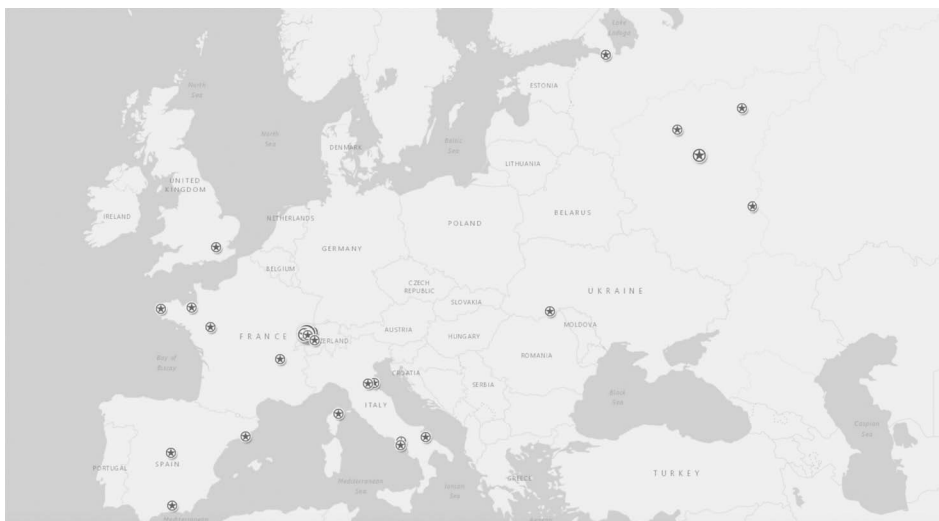 Lake
Ladoga
North
Sea
ESTONIA
North
Sea
Baltic
Sea
DENMARK
LITHUANIA
UNITED
KINGDOM
IRELAND
NETHERLANDS
POLAND
BELARUS
GERMANY
BELGIUM
CZECH
REPUBLIC
UKRAINE
SLOVAKIA
MOLDOVA
AUSTRIA
FRANCE
ERLAND
HUNGARY
ROMANIA
Bay of
Biscay
CROATIA
SERBIA
Black
Sea
ITALY
Caspian
Sea
SPAIN
PORTUGAL
TURKEY
GREECE
Mediterranean
Sea
Ionian
Sea